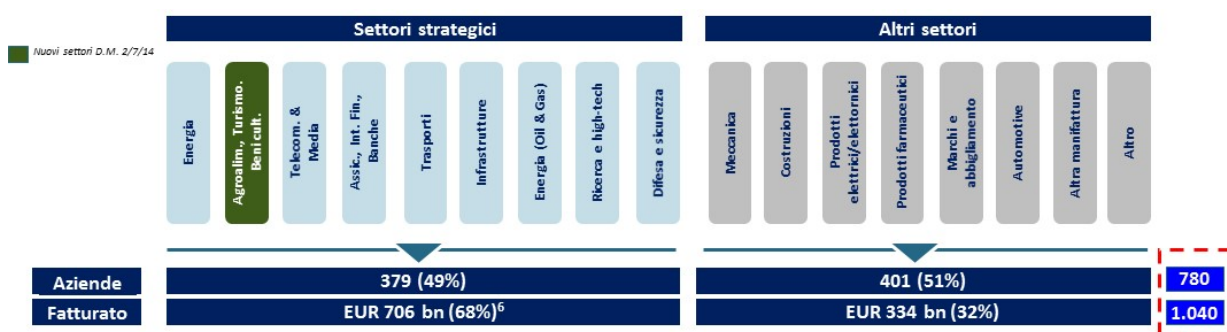 Settori strategici
Altri settori
Nuovi settori D.M. 2/7/14
Energia
Agroalim., Turismo.
Beni cult.
Telecom. &
Media
Assic., Int. Fin.,
Banche
Trasporti
Infrastrutture
Energia (Oil & Gas)
Ricerca e high-tech
Difesa e sicurezza
Meccanica
Costruzioni
Prodotti
elettrici/elettornici
Prodotti farmaceutici
Marchi e
abbigliamento
Automotive
Altra manifattura
Altro
Aziende
379 (49%)
401 (51%)
780
Fatturato
EUR 706 bn (68%)6
EUR 334 bn (32%)
1.040